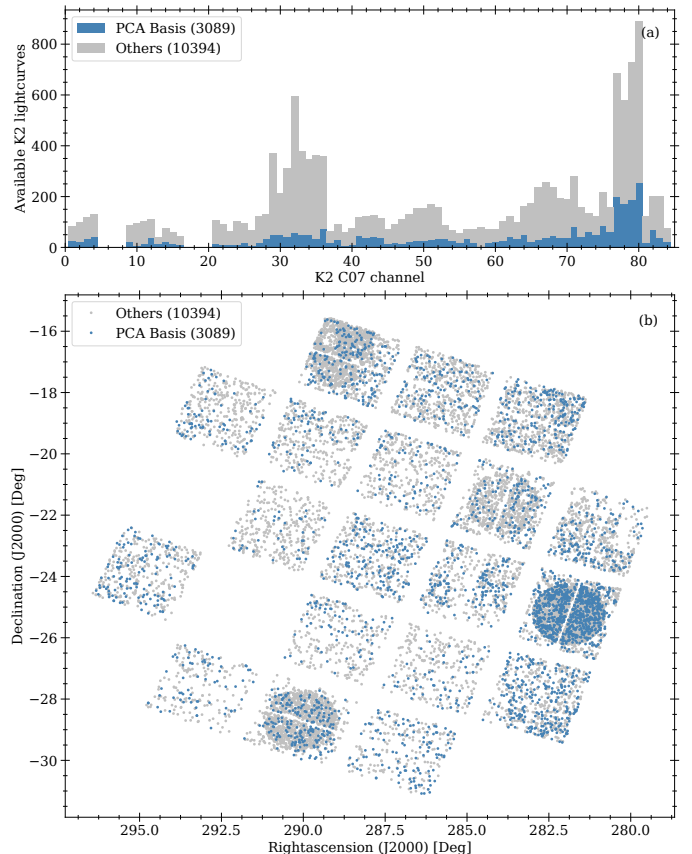 PCA Basis (3089)
Others (10394)
(a)
Available K2 lightcurves
800
600
400
200
0
0 10 20 30 40 50 60 70 80
K2 C07 channel
Others (10394)
PCA Basis (3089)
(b)
Declination (J2000) [Deg]
−16
−18
−20
−22
−24
−26
−28
−30
295.0 292.5 290.0 287.5 285.0 282.5 280.0
Rightascension (J2000) [Deg]